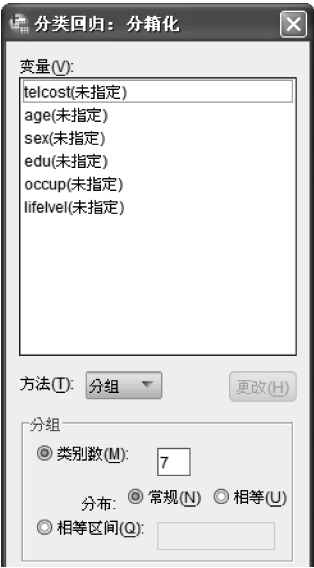 分类回归：分箱化
变量(V):
telcost(未指定)
age(未指定)
sex(未指定)
edu(未指定)
occup(未指定)
lifelvel(未指定)
方法(T): 分组 更改(H)
分组
类别数(M): 7
分布: 常规(N) 相等(U)
相等区间(Q):